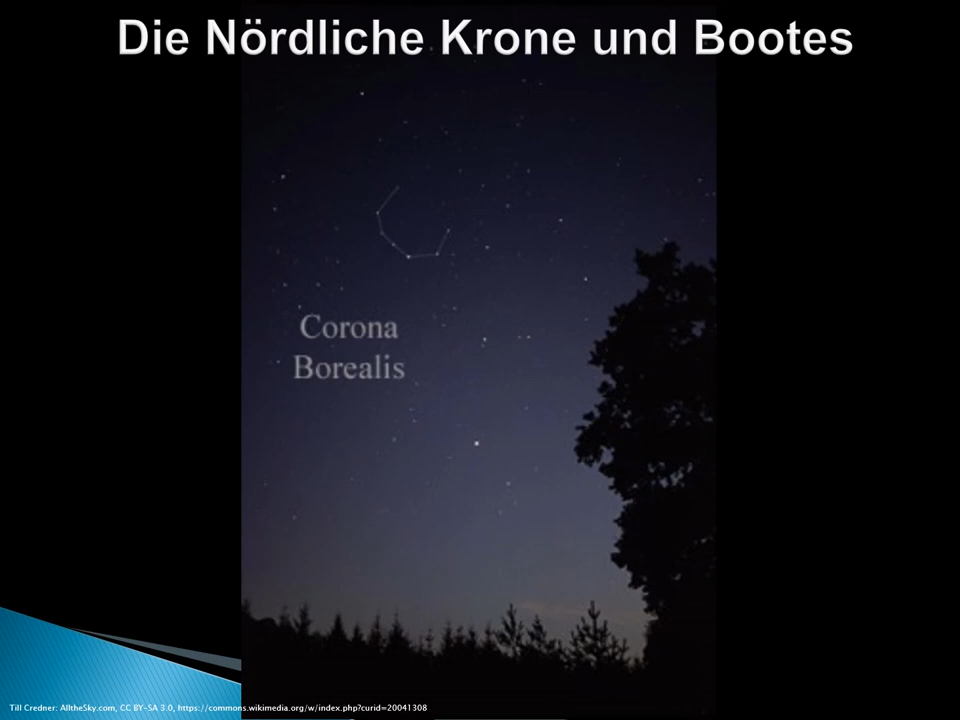 Die Nördliche Krone und Bootes
Corona
Borealis
Till Credner: AlltheSky.com, CC BY-SA 3.0, https://commons.wikimedia.org/w/index.php?curid=20041308